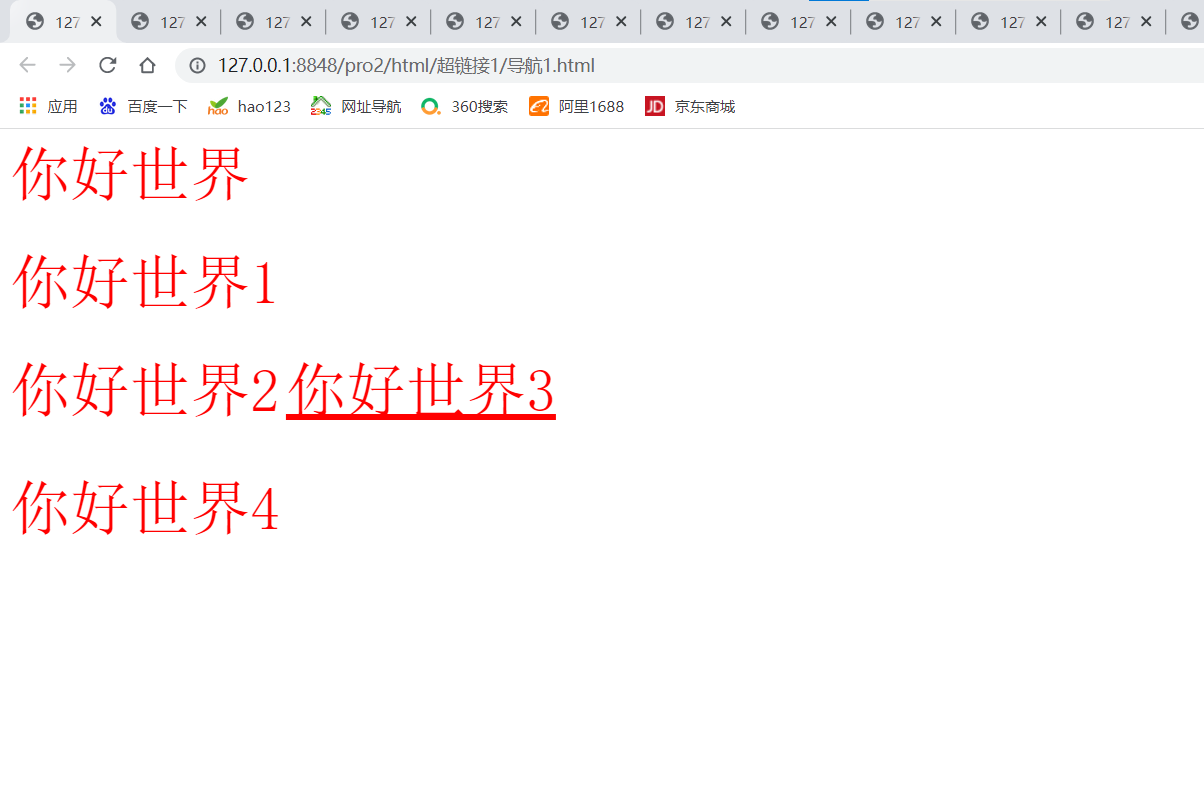 127 127 127 127 127 127 127 127 127 127 127
127.0.0.1:8848/pro2/html/超链接1/导航1.html
应用 百度一下 hao hao123 2345 网址导航 360搜索 阿里1688 JD 京东商城
你好世界
你好世界1
你好世界2 你好世界3
你好世界4